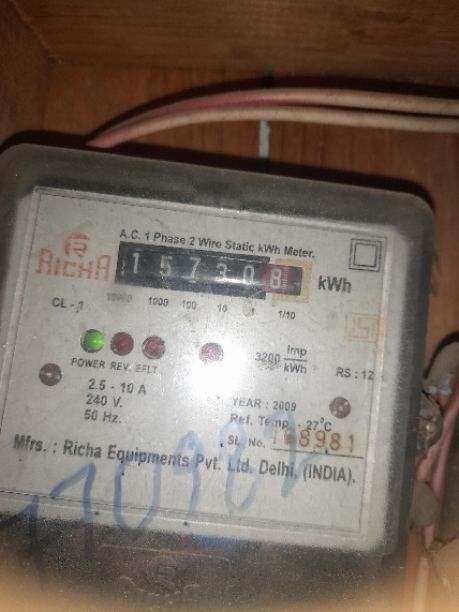 A.C. 1 Phase 2 Wire Static kWh Meter.
RICHA
157308 kWh
CL - 1
10000 1000 100 10 1 1/10
POWER REV. EFLT
3200 Imp/kWh
RS : 12
2.5 - 10 A
240 V.
50 Hz.
YEAR : 2009
Ref. Temp. - 27°C
SL. No.
Mfrs. : Richa Equipments Pvt. Ltd. Delhi, (INDIA).